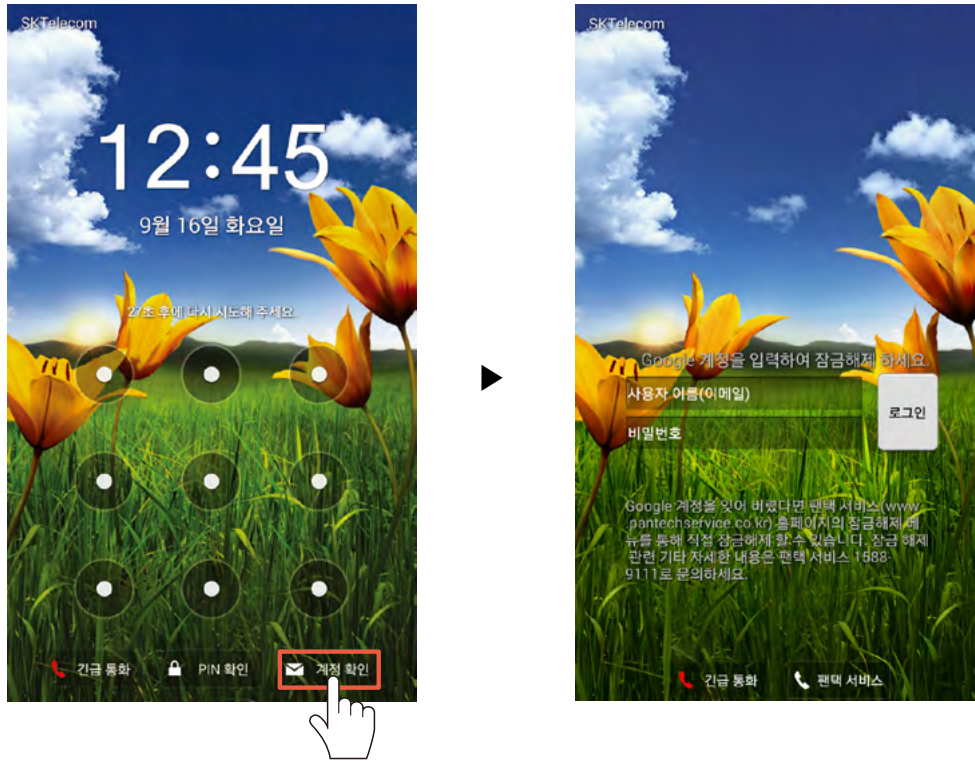 SKTelecom
12:45
9월 16일 화요일
27초 후에 다시 시도해 주세요.
긴급 통화
PIN 확인
계정 확인
SKTelecom
Google 계정을 입력하여 잠금해제 하세요.
사용자 이름(이메일)
비밀번호
로그인
Google 계정을 잊어 버렸다면 팬택 서비스(www
.pantechservice.co.kr) 홈페이지의 잠금해제 메
뉴를 통해 직접 잠금해제 할 수 있습니다. 잠금 해제
관련 기타 자세한 내용은 팬택 서비스 1588-
9111로 문의하세요.
긴급 통화
팬택 서비스